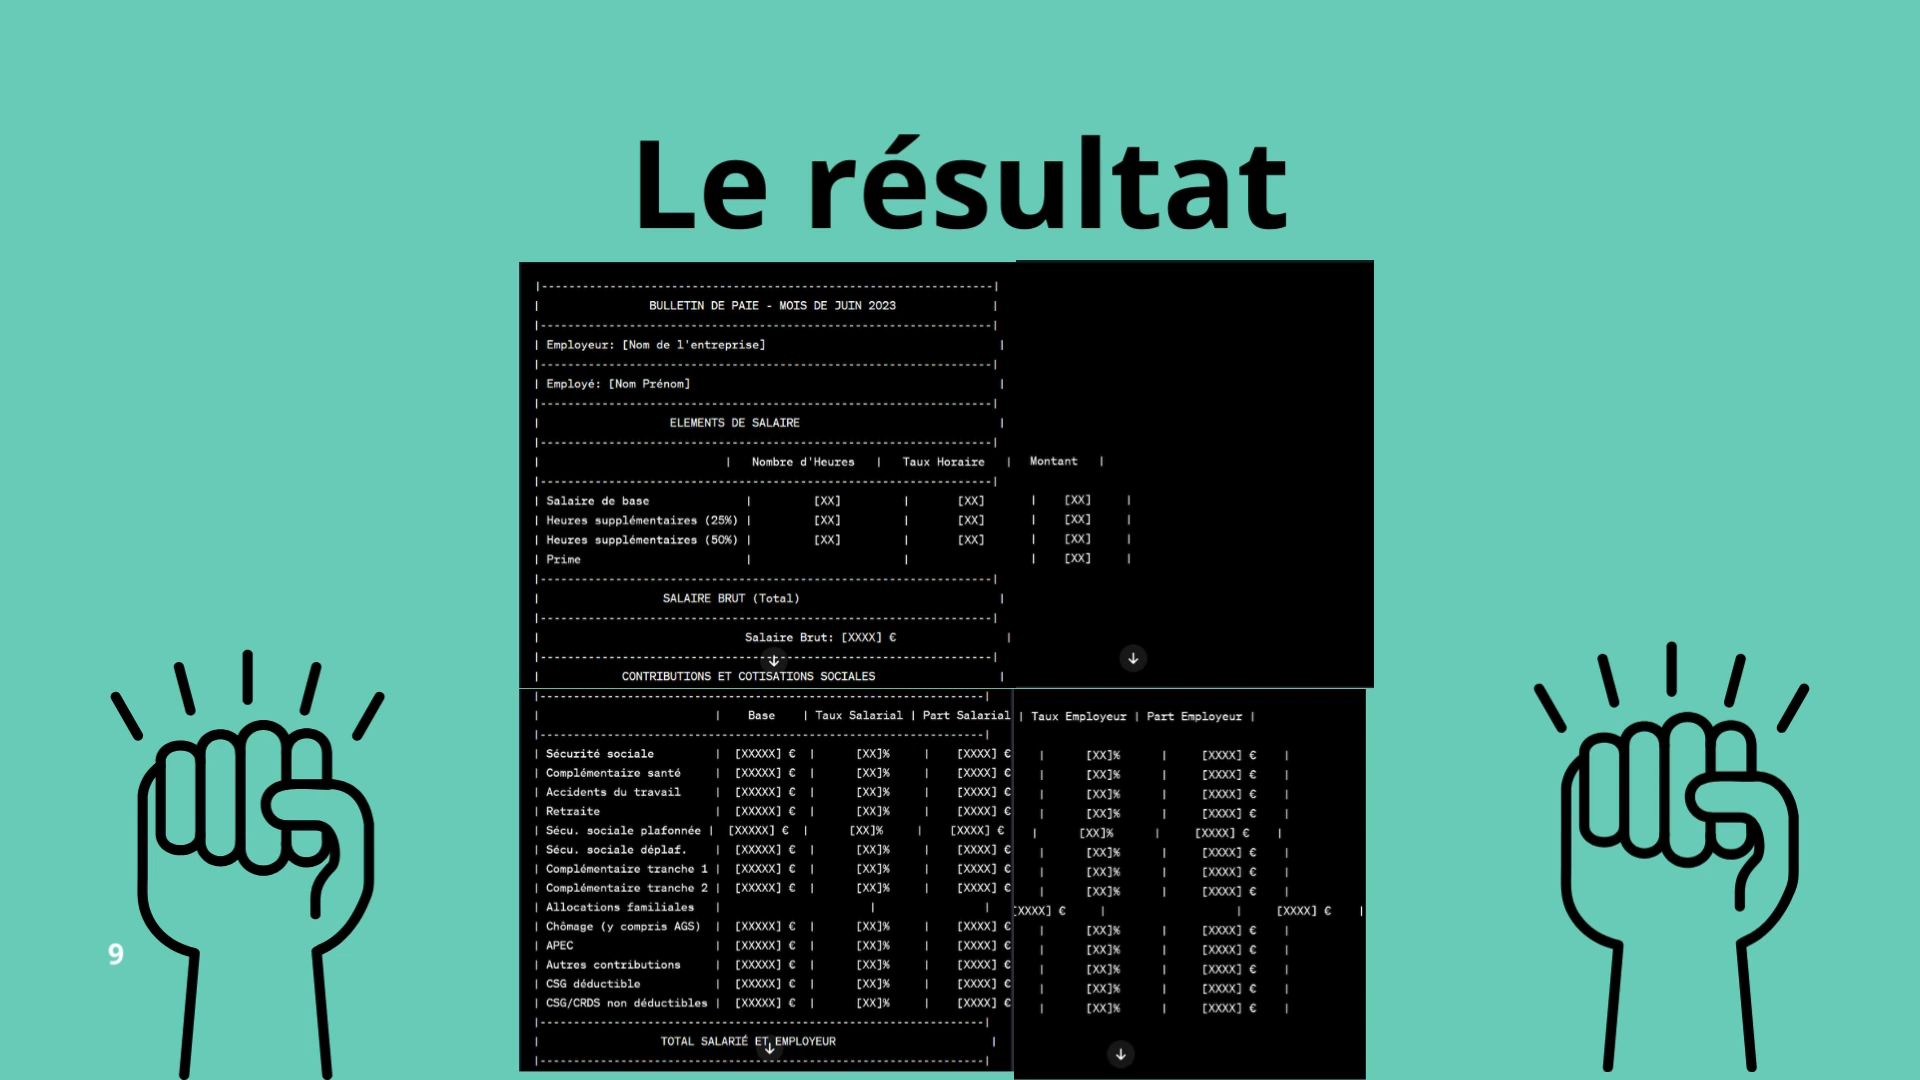 Le résultat
|------------------------------------------------------------------|
| BULLETIN DE PAIE - MOIS DE JUIN 2023 |
|------------------------------------------------------------------|
| Employeur: [Nom de l'entreprise] |
|------------------------------------------------------------------|
| Employé: [Nom Prénom] |
|------------------------------------------------------------------|
| ELEMENTS DE SALAIRE |
|------------------------------------------------------------------|
| | Nombre d'Heures | Taux Horaire | Montant |
|------------------------------------------------------------------|
| Salaire de base | [XX] | [XX] | [XX] |
| Heures supplémentaires (25%) | [XX] | [XX] | [XX] |
| Heures supplémentaires (50%) | [XX] | [XX] | [XX] |
| Prime | | | [XX] |
|------------------------------------------------------------------|
| SALAIRE BRUT (Total) |
|------------------------------------------------------------------|
| Salaire Brut: [XXXX] € |
|------------------------------------------------------------------|
| CONTRIBUTIONS ET COTISATIONS SOCIALES |
|------------------------------------------------------------------|
| | Base | Taux Salarial | Part Salarial | Taux Employeur | Part Employeur |
|------------------------------------------------------------------|
| Sécurité sociale | [XXXXX] € | [XX]% | [XXXX] € | [XX]% | [XXXX] € |
| Complémentaire santé | [XXXXX] € | [XX]% | [XXXX] € | [XX]% | [XXXX] € |
| Accidents du travail | [XXXXX] € | [XX]% | [XXXX] € | [XX]% | [XXXX] € |
| Retraite | [XXXXX] € | [XX]% | [XXXX] € | [XX]% | [XXXX] € |
| Sécu. sociale plafonnée | [XXXXX] € | [XX]% | [XXXX] € | [XX]% | [XXXX] € |
| Sécu. sociale déplaf. | [XXXXX] € | [XX]% | [XXXX] € | [XX]% | [XXXX] € |
| Complémentaire tranche 1 | [XXXXX] € | [XX]% | [XXXX] € | [XX]% | [XXXX] € |
| Complémentaire tranche 2 | [XXXXX] € | [XX]% | [XXXX] € | [XX]% | [XXXX] € |
| Allocations familiales | | | [XXXX] € | | [XXXX] € |
| Chômage (y compris AGS) | [XXXXX] € | [XX]% | [XXXX] € | [XX]% | [XXXX] € |
| APEC | [XXXXX] € | [XX]% | [XXXX] € | [XX]% | [XXXX] € |
| Autres contributions | [XXXXX] € | [XX]% | [XXXX] € | [XX]% | [XXXX] € |
| CSG déductible | [XXXXX] € | [XX]% | [XXXX] € | [XX]% | [XXXX] € |
| CSG/CRDS non déductibles | [XXXXX] € | [XX]% | [XXXX] € | [XX]% | [XXXX] € |
|------------------------------------------------------------------|
| TOTAL SALARIÉ ET EMPLOYEUR |
|------------------------------------------------------------------|
9